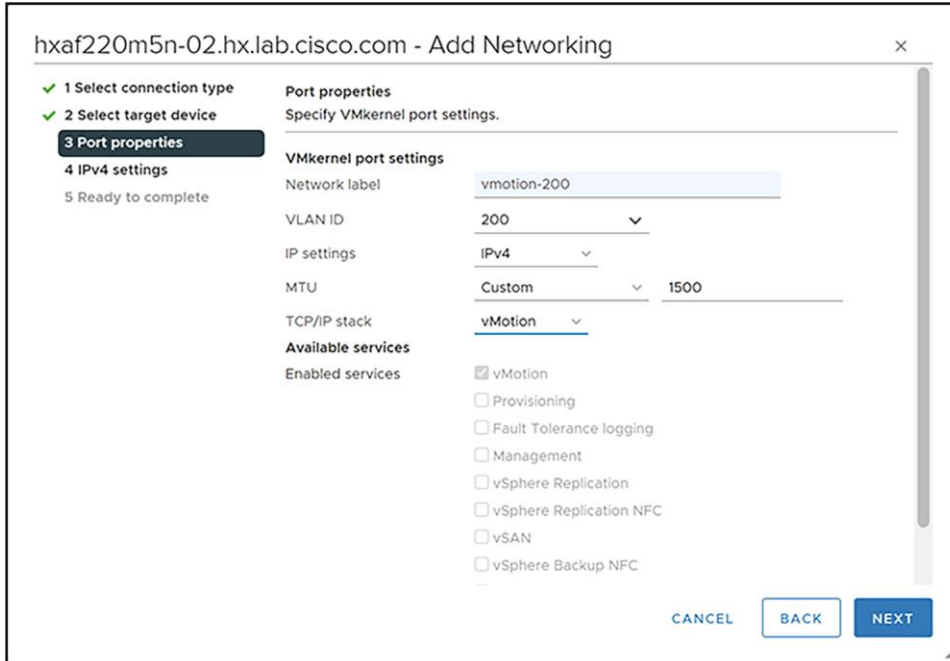 hxaf220m5n-02.hx.lab.cisco.com - Add Networking
1 Select connection type
2 Select target device
3 Port properties
4 IPv4 settings
5 Ready to complete
Port properties
Specify VMkernel port settings.
VMkernel port settings
Network label vmotion-200
VLAN ID 200
IP settings IPv4
MTU Custom 1500
TCP/IP stack vMotion
Available services
Enabled services vMotion
Provisioning
Fault Tolerance logging
Management
vSphere Replication
vSphere Replication NFC
vSAN
vSphere Backup NFC
CANCEL BACK NEXT